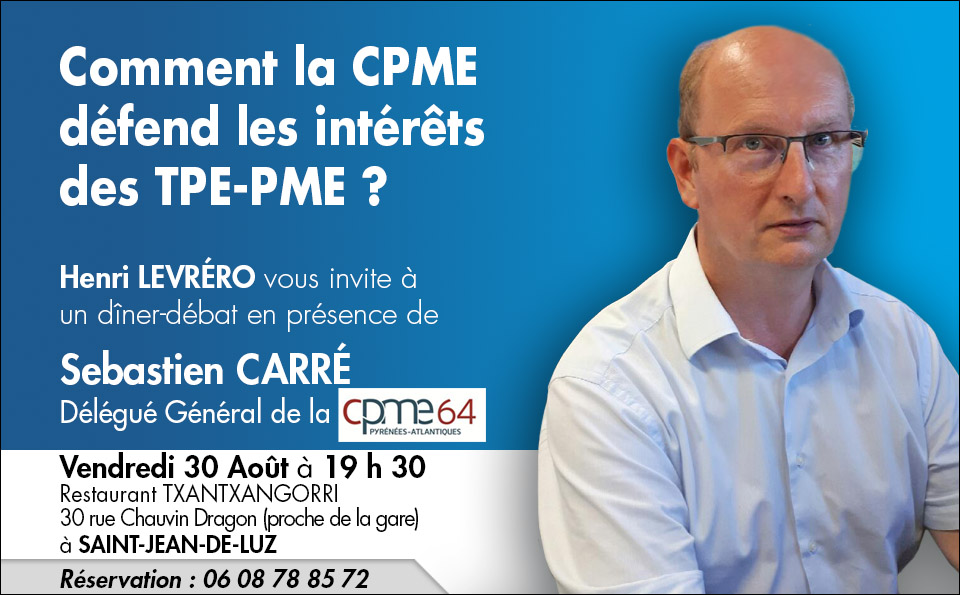 Comment la CPME
défend les intérêts
des TPE-PME ?
Henri LEVRÉRO vous invite à
un dîner-débat en présence de
Sebastien CARRÉ
Délégué Général de la cpme64
PYRÉNÉES-ATLANTIQUES
Vendredi 30 Août à 19 h 30
Restaurant TXANTXANGORRI
30 rue Chauvin Dragon (proche de la gare)
à SAINT-JEAN-DE-LUZ
Réservation : 06 08 78 85 72